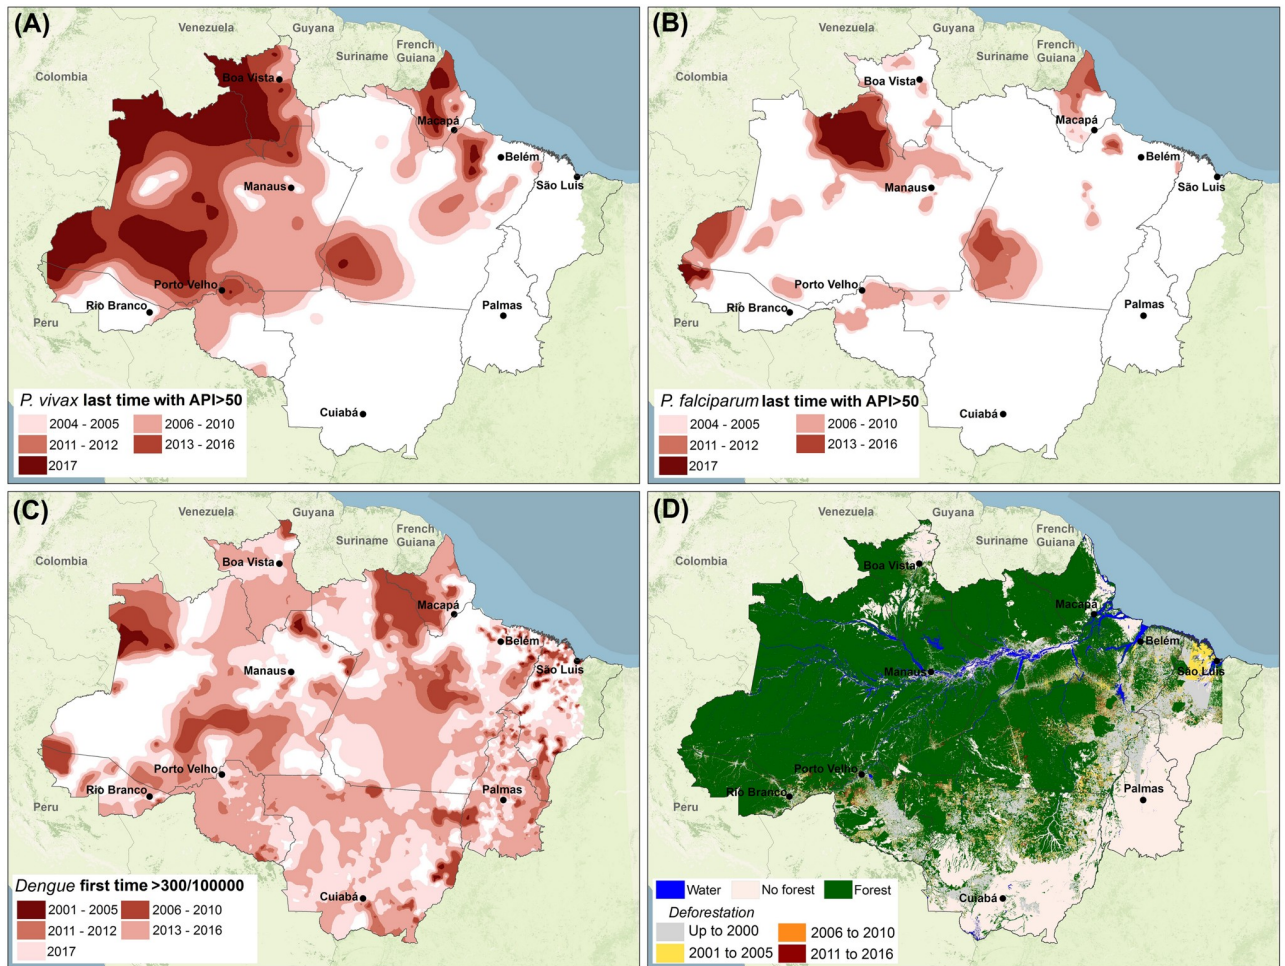 (A)
Venezuela
Guyana
Suriname
French
Guiana
Colombia
Boa Vista
Macapá
Belém
São Luis
Manaus
Porto Velho
Rio Branco
Palmas
Peru
Cuiabá
P. vivax last time with API>50
2004 - 2005 2006 - 2010
2011 - 2012 2013 - 2016
2017
(B)
Venezuela
Guyana
Suriname
French
Guiana
Colombia
Boa Vista
Macapá
Belém
São Luis
Manaus
Porto Velho
Rio Branco
Palmas
Peru
Cuiabá
P. falciparum last time with API>50
2004 - 2005 2006 - 2010
2011 - 2012 2013 - 2016
2017
(C)
Venezuela
Guyana
Suriname
French
Guiana
Colombia
Boa Vista
Macapá
Belém
São Luis
Manaus
Porto Velho
Rio Branco
Palmas
Peru
Cuiabá
Dengue first time >300/100000
2001 - 2005 2006 - 2010
2011 - 2012 2013 - 2016
2017
(D)
Venezuela
Guyana
Suriname
French
Guiana
Colombia
Boa Vista
Macapá
Belém
São Luis
Manaus
Porto Velho
Rio Branco
Palmas
Peru
Cuiabá
Water No forest Forest
Deforestation
Up to 2000 2006 to 2010
2001 to 2005 2011 to 2016